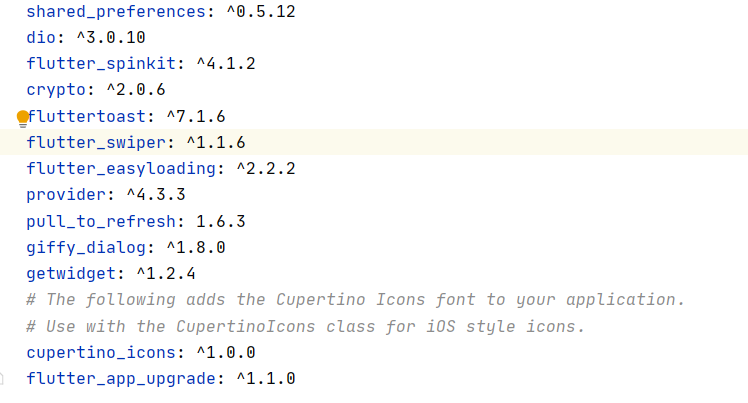 shared_preferences: ^0.5.12
dio: ^3.0.10
flutter_spinkit: ^4.1.2
crypto: ^2.0.6
fluttertoast: ^7.1.6
flutter_swiper: ^1.1.6
flutter_easyloading: ^2.2.2
provider: ^4.3.3
pull_to_refresh: 1.6.3
giffy_dialog: ^1.8.0
getwidget: ^1.2.4
# The following adds the Cupertino Icons font to your application.
# Use with the CupertinoIcons class for iOS style icons.
cupertino_icons: ^1.0.0
flutter_app_upgrade: ^1.1.0